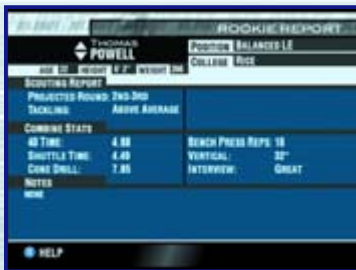 ROOKIE REPORT
THOMAS
POWELL
POSITION BALANCED LE
COLLEGE RICE
AGE HEIGHT WEIGHT
SCOUTING REPORT
PROJECTED ROUND: 2ND-3RD
TACKLING: ABOVE AVERAGE
COMBINE STATS
40 TIME: 4.88 BENCH PRESS REPS: 18
SHUTTLE TIME: 4.49 VERTICAL: 32"
CONE DRILL: 7.85 INTERVIEW: GREAT
NOTES
NONE
HELP